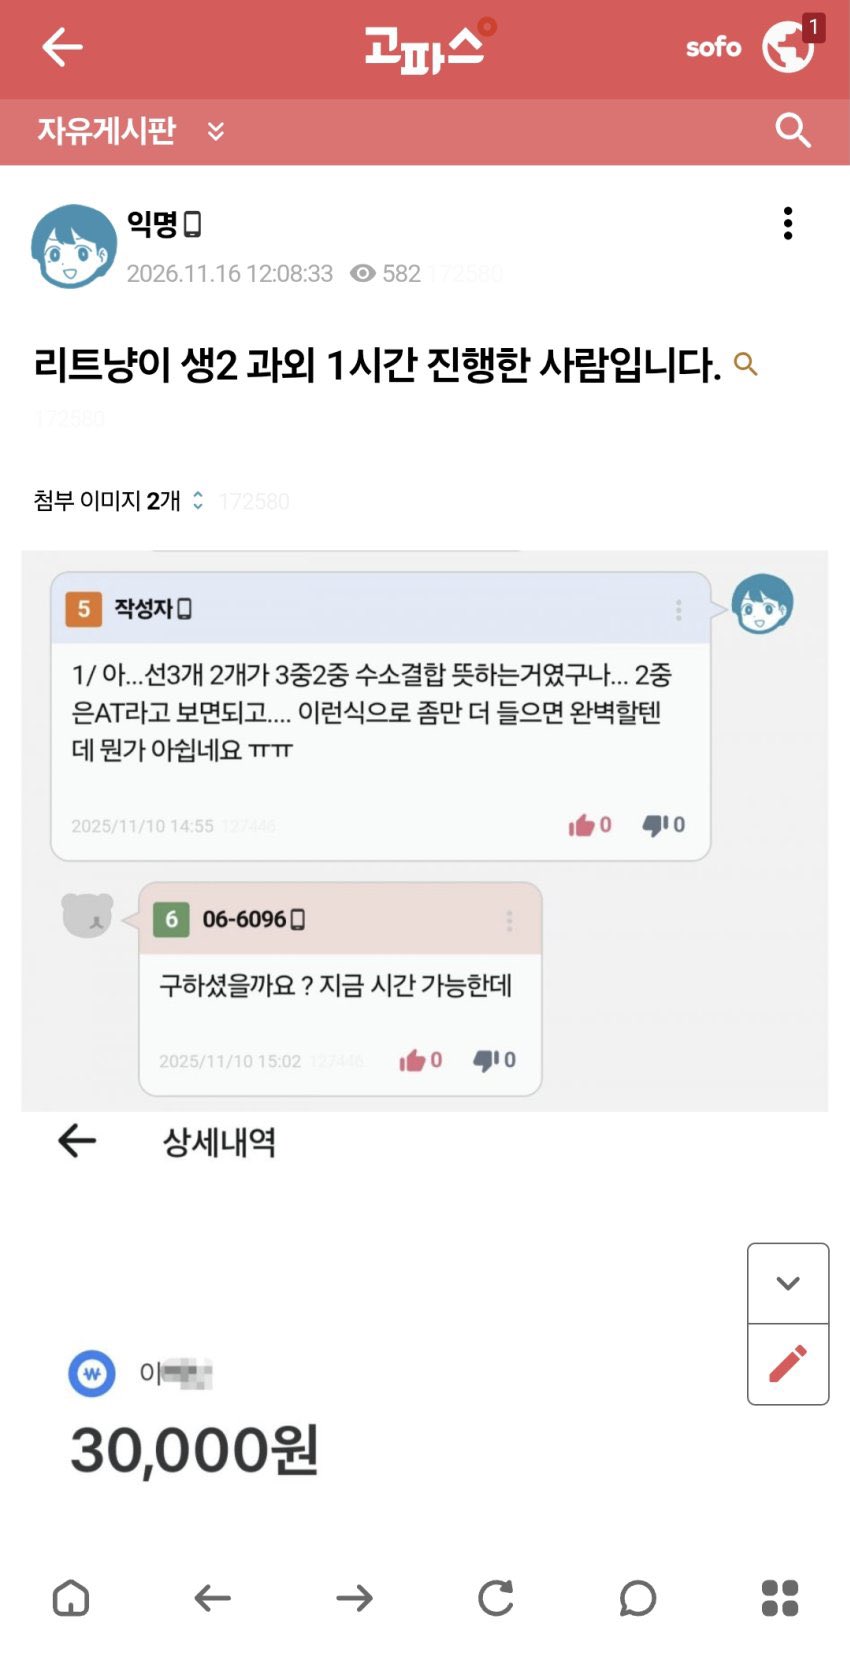 고파스
sofo
1
자유게시판
익명
2026.11.16 12:08:33 582 172580
리트냥이 생2 과외 1시간 진행한 사람입니다.
172580
첨부 이미지 2개 172580
5 작성자
1/ 아...선3개 2개가 3중2중 수소결합 뜻하는거였구나... 2중
은AT라고 보면되고.... 이런식으로 좀만 더 들으면 완벽할텐
데 뭔가 아쉽네요 ㅠㅠ
2025/11/10 14:55 127446
0 0
6 06-6096
구하셨을까요 ? 지금 시간 가능한데
2025/11/10 15:02 127446
0 0
상세내역
이
30,000원